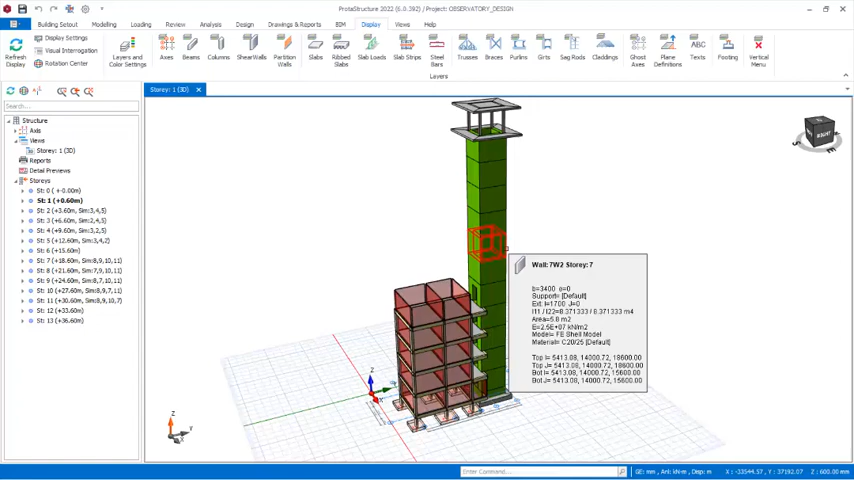 ProtaStructure 2022 (6.0-392) / Project: OBSERVATORY_DESIGN
Building Setout Modeling Loading Review Analysis Design Drawings & Reports BIM Display Views Help
Refresh Display
Display Settings
Visual Interrogation
Rotation Center
Layers and Color Settings
Axes
Beams
Columns
ShearWalls
Partition Walls
Slabs
Ribbed Slabs
Slab Loads
Slab Strips
Steel Bars
Trusses
Braces
Purlins
Girts
Sag Rods
Claddings
Ghost Axes
Plane Definitions
ABC
Texts
Footing
Vertical Menu
Layers
Storey: 1 (3D)
Search...
Structure
Axis
Views
Storey: 1 (3D)
Reports
Detail Previews
Storeys
St: 0 ( +-0.00m)
St: 1 (+0.60m)
St: 2 (+3.60m, Sim:3,4,5)
St: 3 (+6.60m, Sim:2,4,5)
St: 4 (+9.60m, Sim:2,3,5)
St: 5 (+12.60m, Sim:3,4,2)
St: 6 (+15.60m)
St: 7 (+18.60m, Sim:8,9,10,11)
St: 8 (+21.60m, Sim:7,9,10,11)
St: 9 (+24.60m, Sim:8,7,10,11)
St: 10 (+27.60m, Sim:8,9,7,11)
St: 11 (+30.60m, Sim:8,9,10,7)
St: 12 (+33.60m)
St: 13 (+36.60m)
Wall: 7W2 Storey: 7
b=3400 e=0
Support= [Default]
Ext: I=1700 J=0
I11 / I22=8.371333 / 8.371333 m4
Area=5.8 m2
E=2.5E+07 kN/m2
Model= FE Shell Model
Material= C20/25 [Default]
Top I= 5413.08, 14000.72, 18600.00
Top J= 5413.08, 14000.72, 18600.00
Bot I= 5413.08, 14000.72, 15600.00
Bot J= 5413.08, 14000.72, 15600.00
Z
X
Z
Y
X
S
E
Enter Command...
GE: mm , Anl: kN-m , Disp: m
X : -33544.57 Y : 37192.07
Z : 600.00 mm